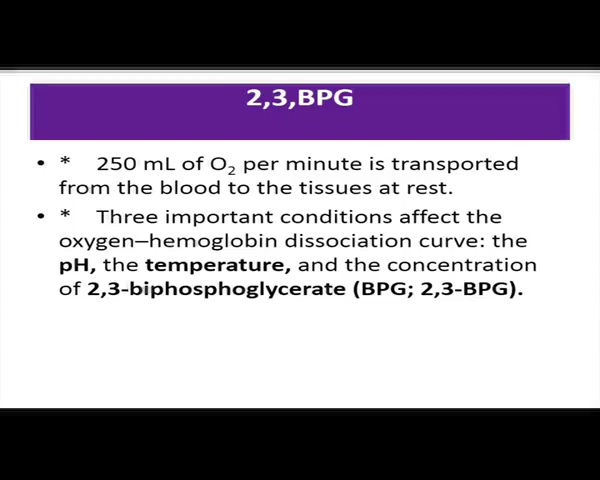 2,3,BPG
• * 250 mL of O₂ per minute is transported
from the blood to the tissues at rest.
• * Three important conditions affect the
oxygen–hemoglobin dissociation curve: the
pH, the temperature, and the concentration
of 2,3-biphosphoglycerate (BPG; 2,3-BPG).